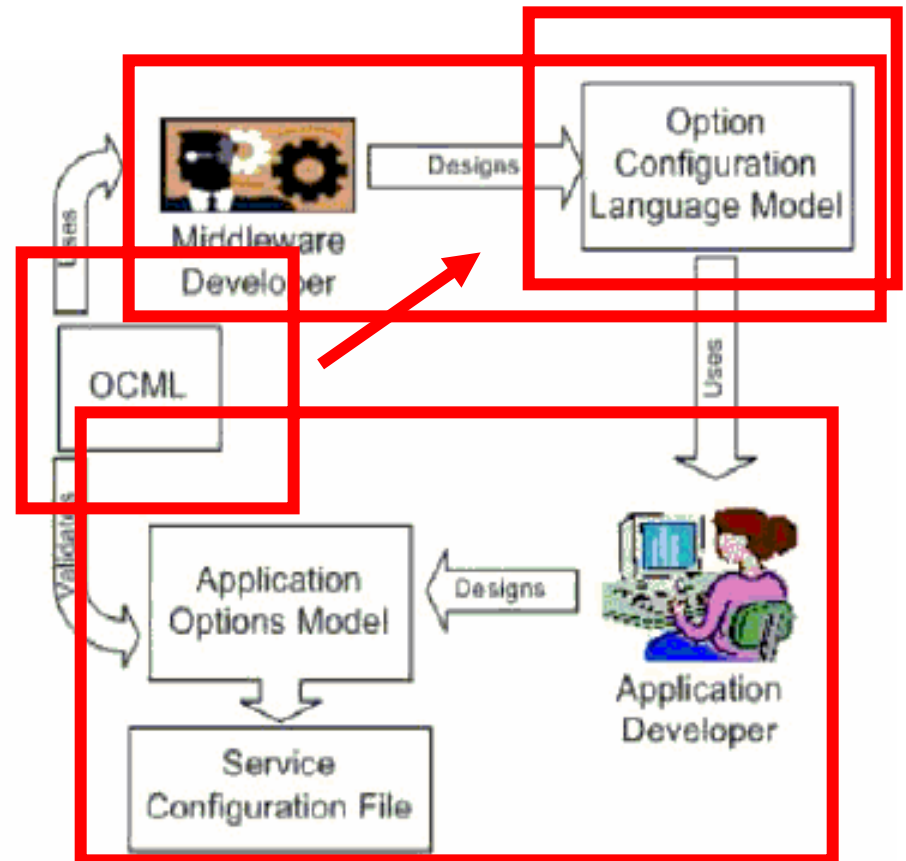 Option
Configuration
Language Model
Designs
Middleware
Developer
Uses
OCML
Uses
Validates
Application
Options Model
Designs
Application
Developer
Service
Configuration File